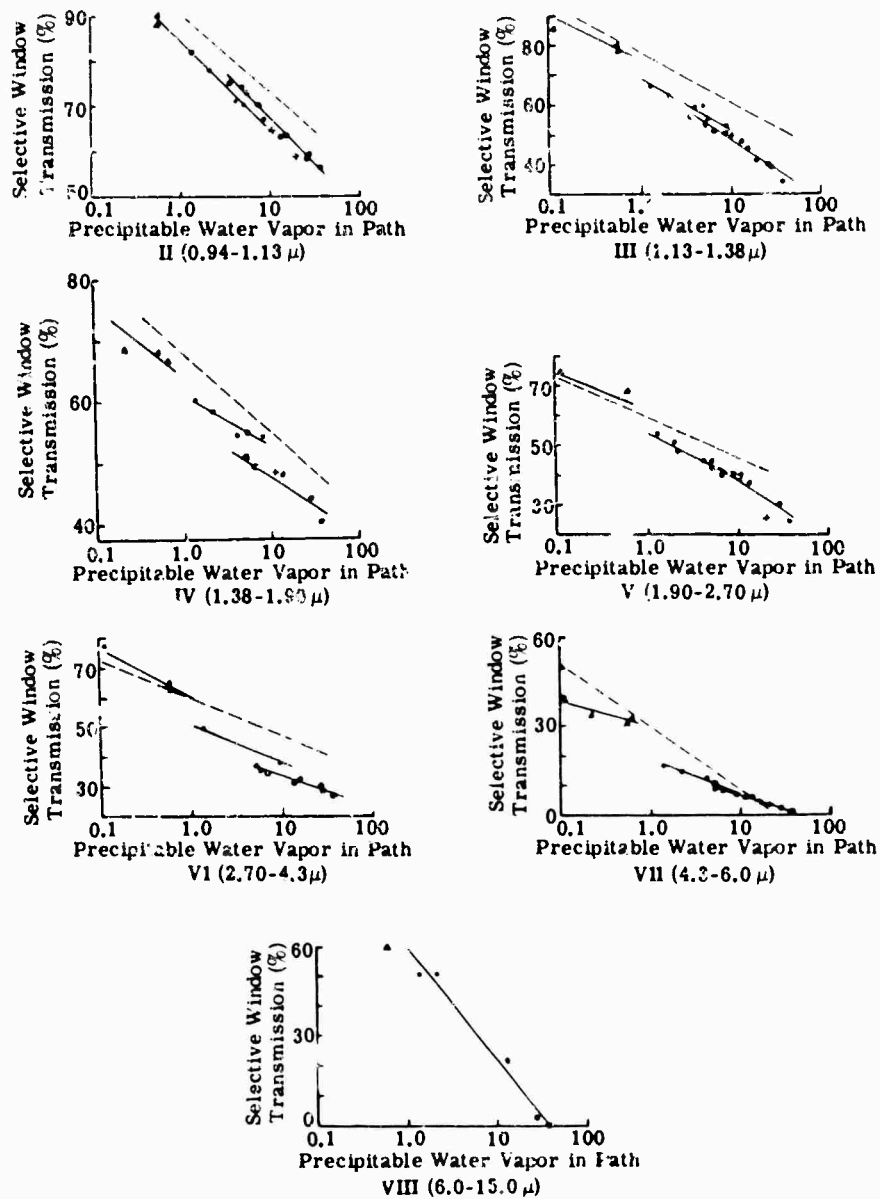 Selective Window
Transmission (%)
90
70
50
0.1 1.0 10 100
Precipitable Water Vapor in Path
II (0.94-1.13 μ)
Selective Window
Transmission (%)
80
60
40
0.1 1.0 10 100
Precipitable Water Vapor in Path
III (1.13-1.38 μ)
Selective Window
Transmission (%)
80
60
40
0.1 1.0 10 100
Precipitable Water Vapor in Path
IV (1.38-1.90 μ)
Selective Window
Transmission (%)
70
50
30
0.1 1.0 10 100
Precipitable Water Vapor in Path
V (1.90-2.70 μ)
Selective Window
Transmission (%)
70
50
30
0.1 1.0 10 100
Precipitable Water Vapor in Path
VI (2.70-4.3 μ)
Selective Window
Transmission (%)
60
30
0
0.1 1.0 10 100
Precipitable Water Vapor in Path
VII (4.3-6.0 μ)
Selective Window
Transmission (%)
60
30
0
0.1 1.0 10 100
Precipitable Water Vapor in Path
VIII (6.0-15.0 μ)